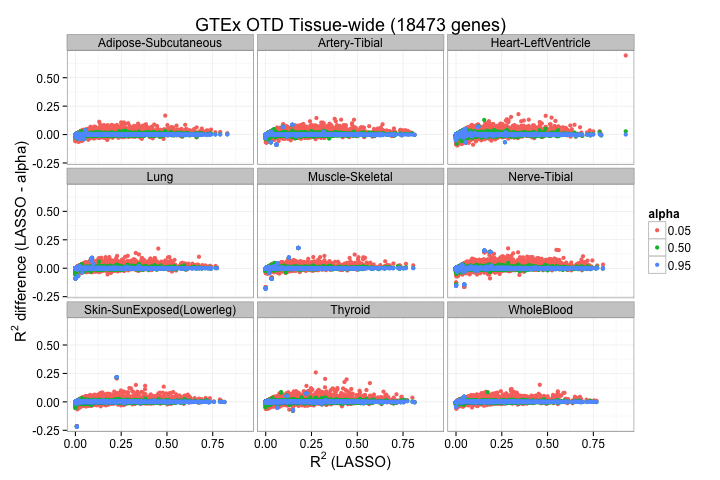 GTEx OTD Tissue-wide (18473 genes)
Adipose-Subcutaneous Artery-Tibial Heart-LeftVentricle
0.50
0.25
0.00
-0.25
Lung Muscle-Skeletal Nerve-Tibial
0.50
0.25
0.00
-0.25
Skin-SunExposed(Lowerleg) Thyroid WholeBlood
0.50
0.25
0.00
-0.25
0.00 0.25 0.50 0.75 0.00 0.25 0.50 0.75 0.00 0.25 0.50 0.75
R² (LASSO)
R² difference (LASSO - alpha)
alpha
0.05
0.50
0.95